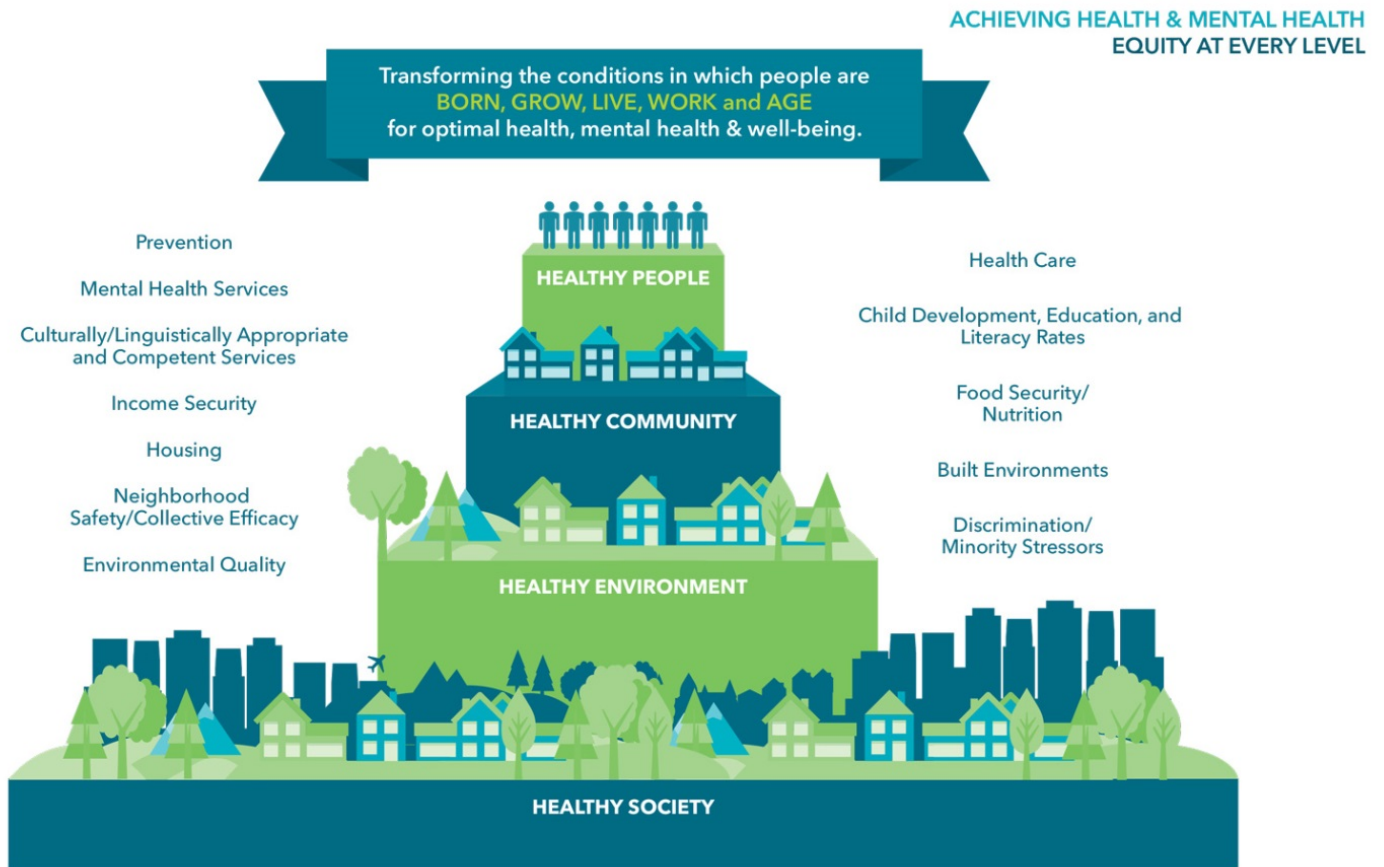 ACHIEVING HEALTH & MENTAL HEALTH
EQUITY AT EVERY LEVEL
Transforming the conditions in which people are
BORN, GROW, LIVE, WORK and AGE
for optimal health, mental health & well-being.
Prevention
Mental Health Services
Culturally/Linguistically Appropriate
and Competent Services
Income Security
Housing
Neighborhood
Safety/Collective Efficacy
Environmental Quality
HEALTHY PEOPLE
HEALTHY COMMUNITY
HEALTHY ENVIRONMENT
HEALTHY SOCIETY
Health Care
Child Development, Education, and
Literacy Rates
Food Security/
Nutrition
Built Environments
Discrimination/
Minority Stressors